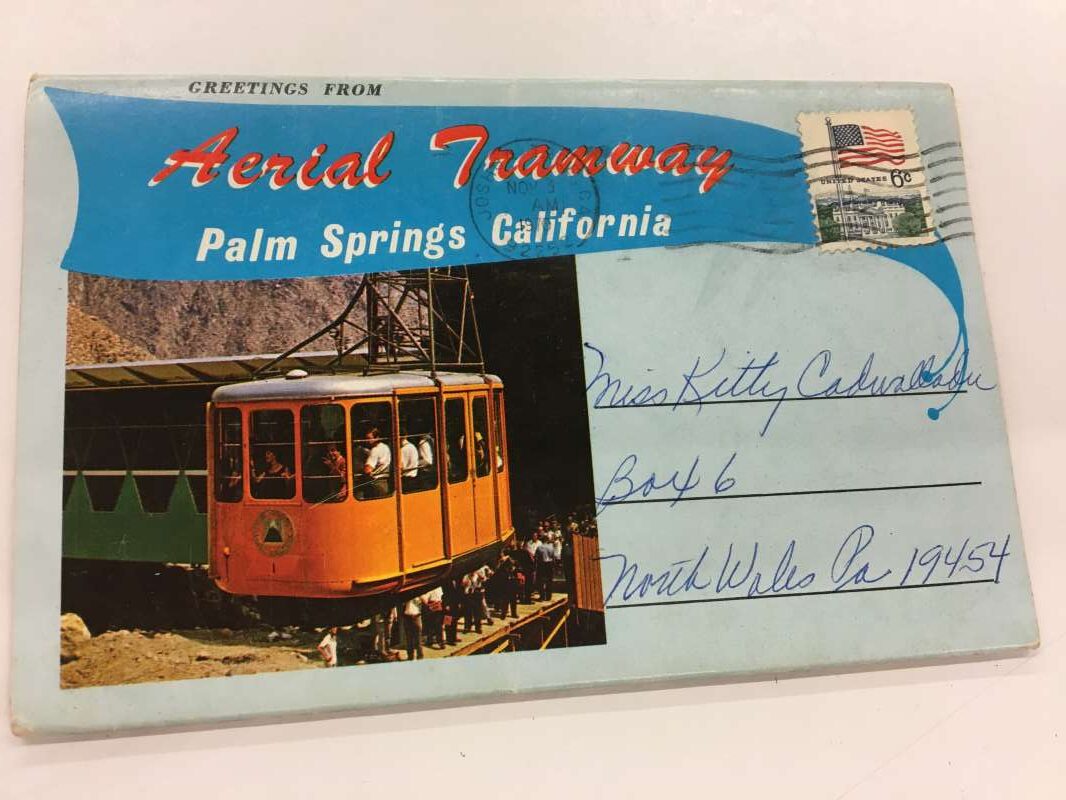 GREETINGS FROM
Aerial Tramway
Palm Springs California
NOV 3
AM
UNITED STATES 6c
Miss Kitty Cadwallader
Box 6
North Wales Pa 19454